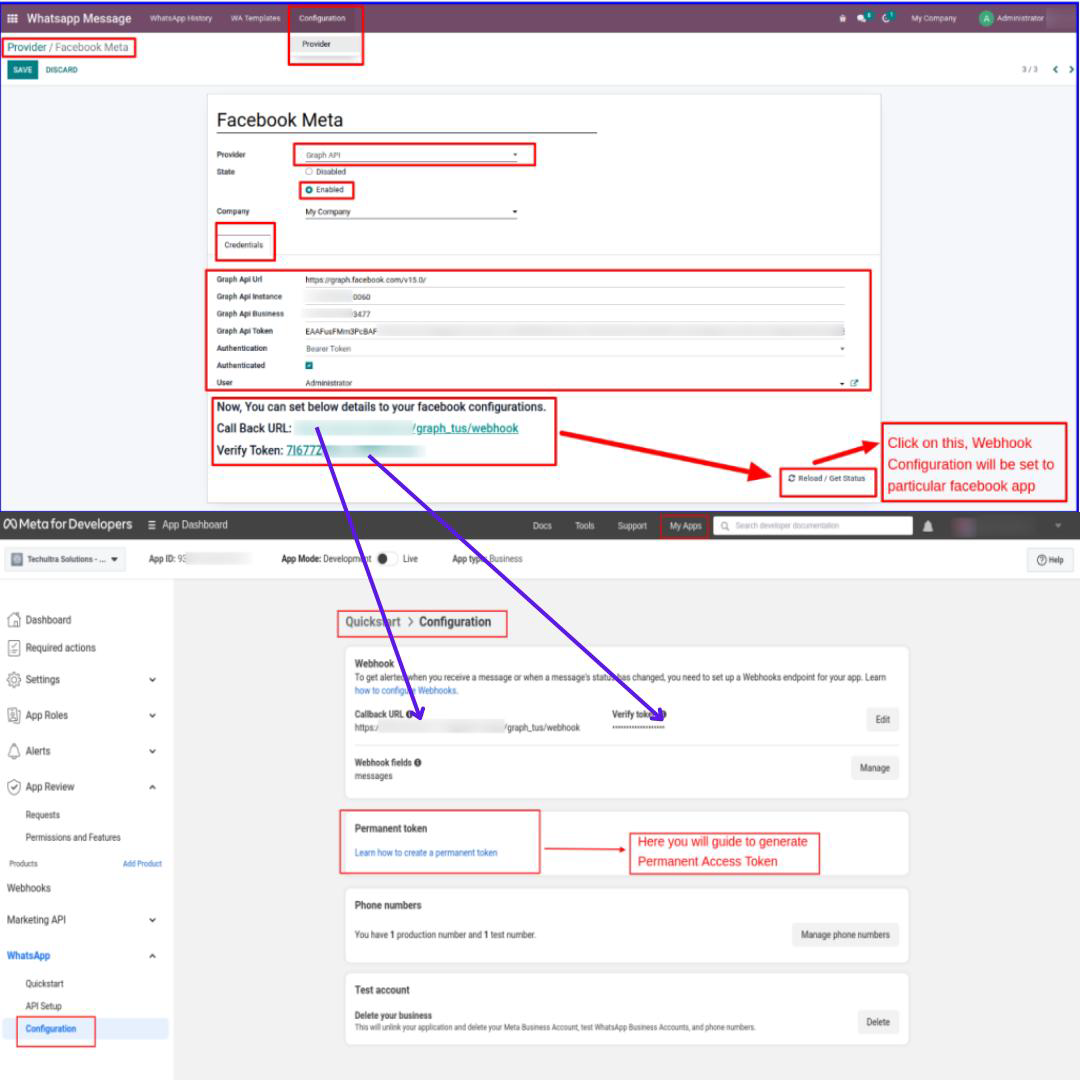 Whatsapp Message WhatsApp History WA Templates Configuration My Company A Administrator
Provider
Provider / Facebook Meta
SAVE DISCARD 3 / 3
Facebook Meta
Provider Graph API
State Disabled
Enabled
Company My Company
Credentials
Graph Api Url https://graph.facebook.com/v15.0/
Graph Api Instance 0060
Graph Api Business 3477
Graph Api Token EAAFusFMm3PcBAF
Authentication Bearer Token
Authenticated
User Administrator
Now, You can set below details to your facebook configurations.
Call Back URL: /graph_tus/webhook
Verify Token: 7I6772
Reload / Get Status
Click on this, Webhook
Configuration will be set to
particular facebook app
Meta for Developers App Dashboard Docs Tools Support My Apps Search developer documentation
Techultra Solutions - ... App ID: 93 App Mode: Development Live App type: Business Help
Dashboard
Required actions
Settings
App Roles
Alerts
App Review
Requests
Permissions and Features
Products Add Product
Webhooks
Marketing API
WhatsApp
Quickstart
API Setup
Configuration
Quickstart > Configuration
Webhook
To get alerted when you receive a message or when a message's status has changed, you need to set up a Webhooks endpoint for your app. Learn
how to configure Webhooks.
Callback URL Verify token
https:/ /graph_tus/webhook ••••••••••••••••••
Edit
Webhook fields
messages
Manage
Permanent token
Learn how to create a permanent token
Here you will guide to generate
Permanent Access Token
Phone numbers
You have 1 production number and 1 test number.
Manage phone numbers
Test account
Delete your business
This will unlink your application and delete your Meta Business Account, test WhatsApp Business Accounts, and phone numbers.
Delete